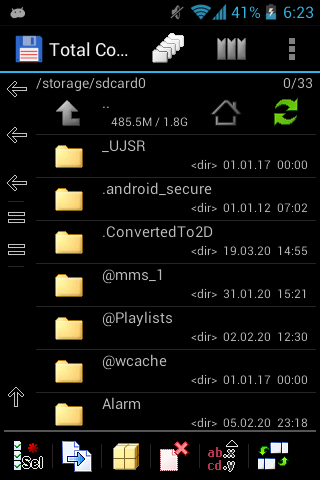 41% 6:23
Total Co...
/storage/sdcard0 0/33
..
485.5M / 1.8G
_UJSR
<dir> 01.01.17 00:00
.android_secure
<dir> 01.01.12 07:02
.ConvertedTo2D
<dir> 19.03.20 14:55
@mms_1
<dir> 31.01.20 15:21
@Playlists
<dir> 02.02.20 12:30
@wcache
<dir> 01.01.17 00:00
Alarm
<dir> 05.02.20 23:18
Sel
ab.x
cd.y